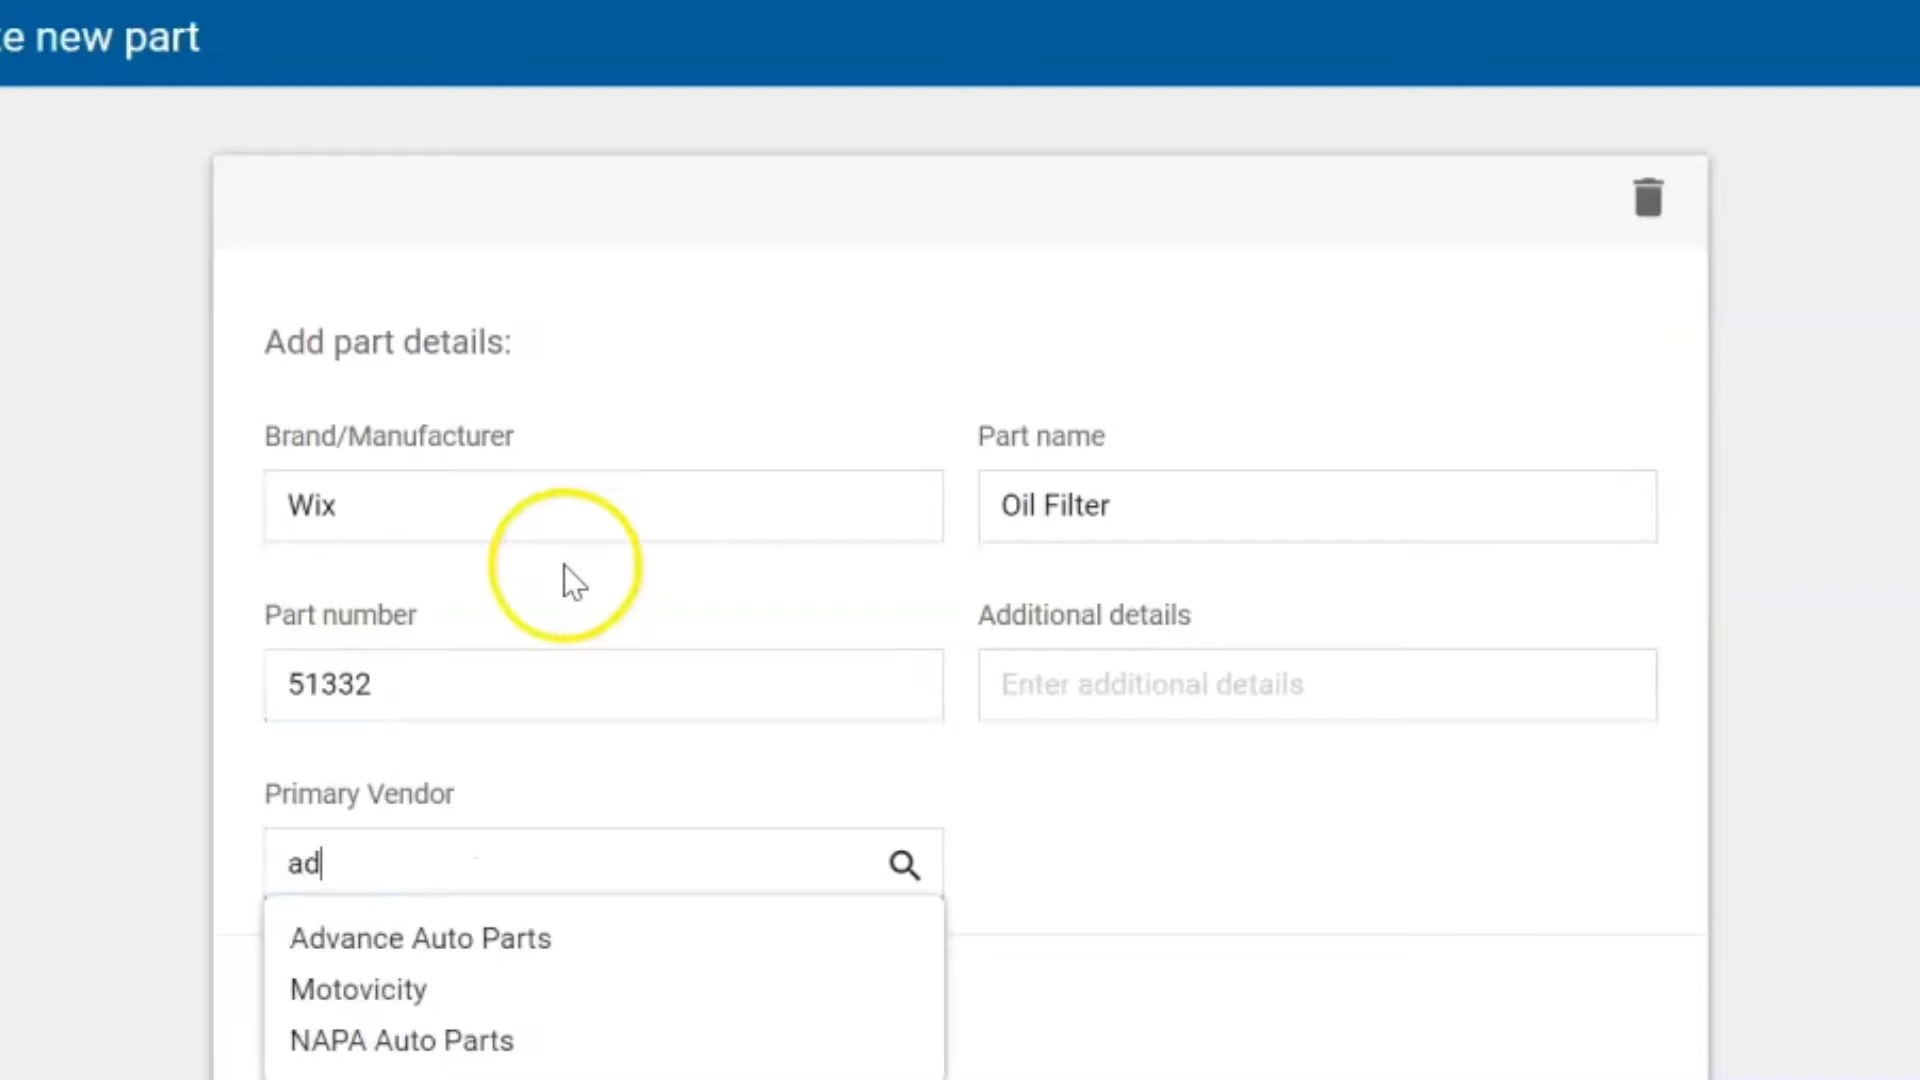 e new part
Add part details:
Brand/Manufacturer
Part name
Wix
Oil Filter
Part number
Additional details
51332
Enter additional details
Primary Vendor
ad
Advance Auto Parts
Motovicity
NAPA Auto Parts